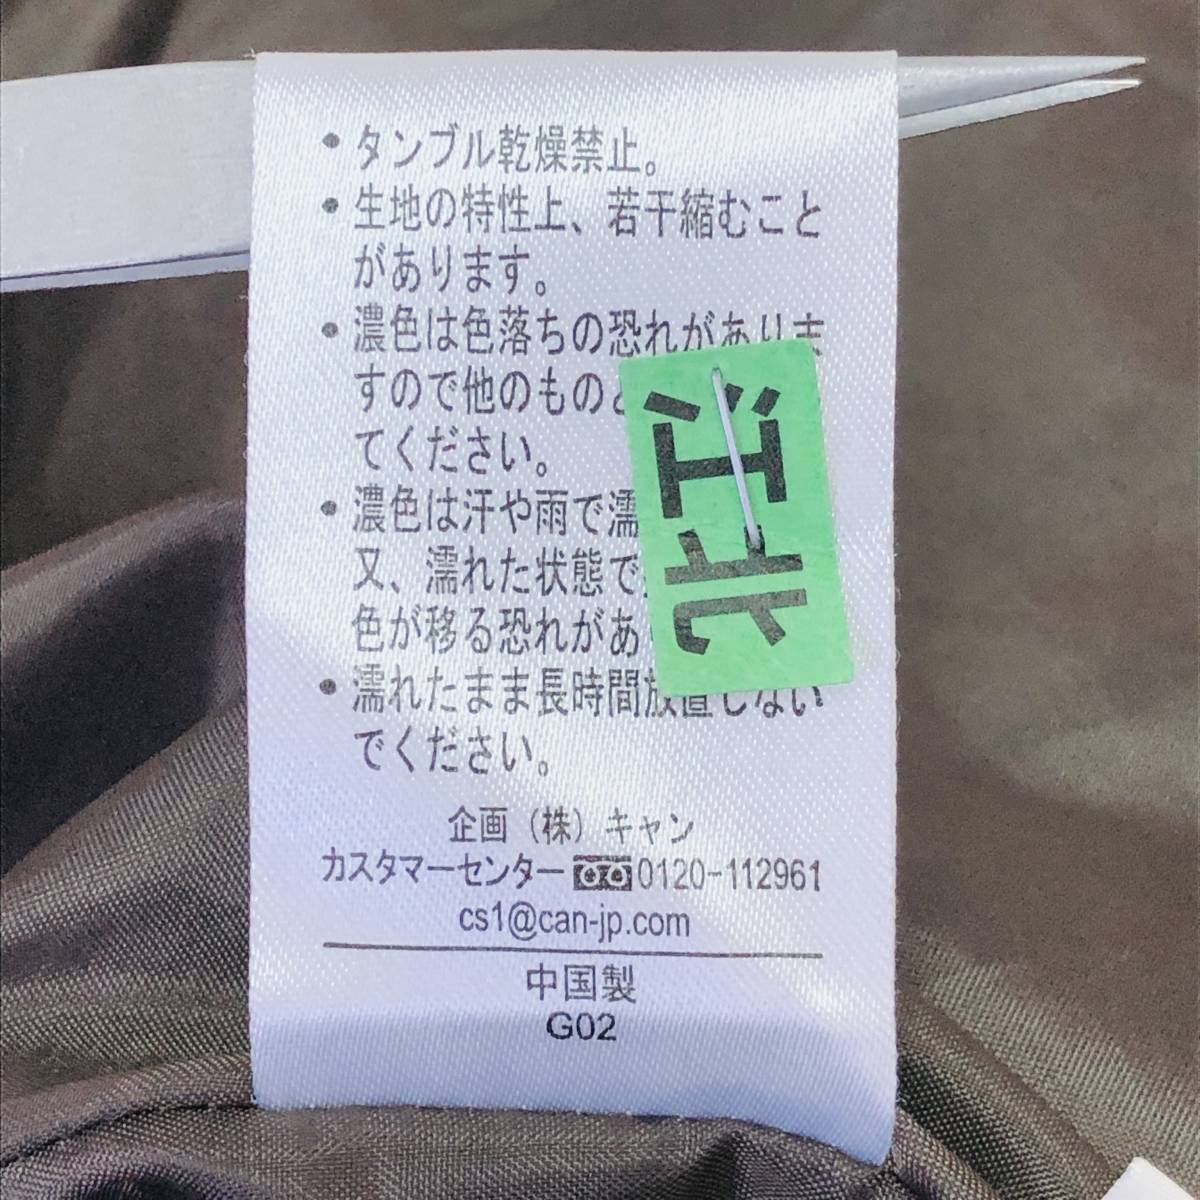 ・タンブル乾燥禁止。
・生地の特性上、若干縮むこと
があります。
・濃色は色落ちの恐れがありま
すので他のものと
てください。
・濃色は汗や雨で濡
又、濡れた状態で
色が移る恐れがあり
・濡れたまま長時間放置しない
でください。
企画（株）キャン
カスタマーセンター 0120-112961
cs1@can-jp.com
中国製
G02
江北